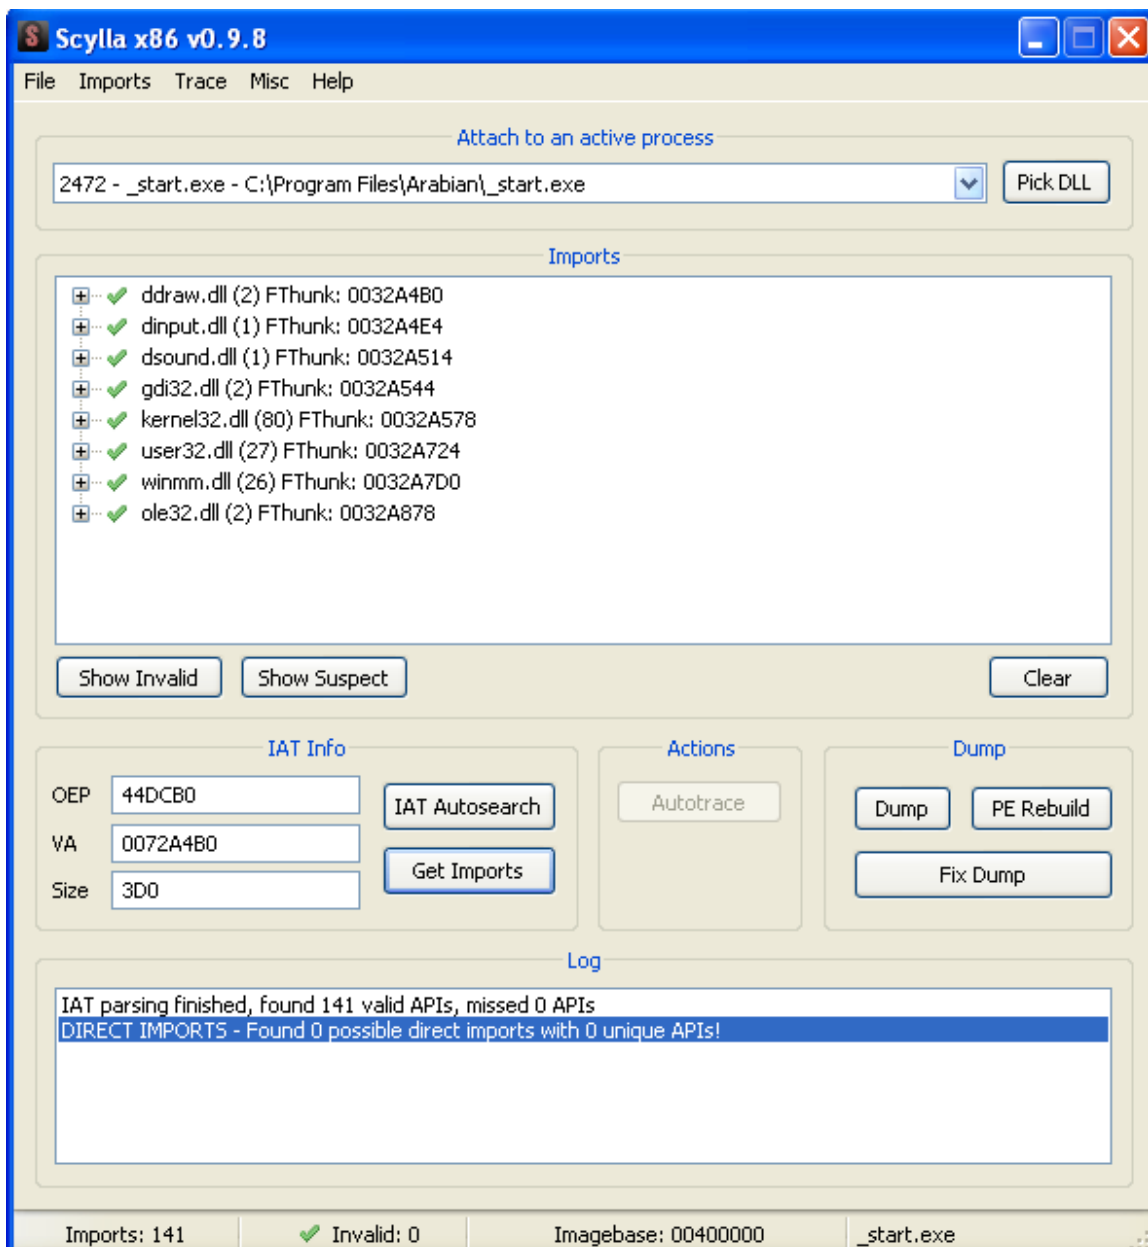 Scylla x86 v0.9.8
File Imports Trace Misc Help
Attach to an active process
2472 - _start.exe - C:\Program Files\Arabian\_start.exe
Pick DLL
Imports
ddraw.dll (2) FThunk: 0032A4B0
dinput.dll (1) FThunk: 0032A4E4
dsound.dll (1) FThunk: 0032A514
gdi32.dll (2) FThunk: 0032A544
kernel32.dll (80) FThunk: 0032A578
user32.dll (27) FThunk: 0032A724
winmm.dll (26) FThunk: 0032A7D0
ole32.dll (2) FThunk: 0032A878
Show Invalid Show Suspect Clear
IAT Info
OEP 44DCB0
VA 0072A4B0
Size 3D0
IAT Autosearch
Get Imports
Actions
Autotrace
Dump
Dump PE Rebuild
Fix Dump
Log
IAT parsing finished, found 141 valid APIs, missed 0 APIs
DIRECT IMPORTS - Found 0 possible direct imports with 0 unique APIs!
Imports: 141 Invalid: 0 Imagebase: 00400000 _start.exe